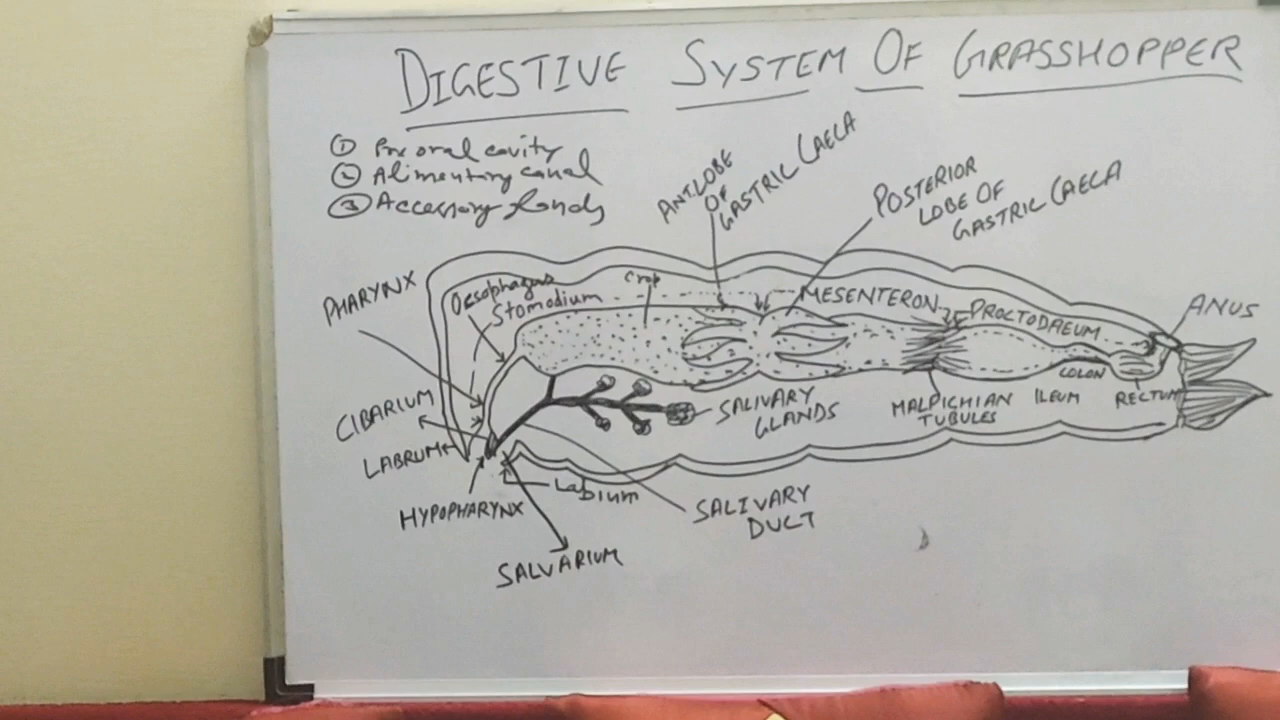 DIGESTIVE SYSTEM OF GRASSHOPPER
① Pre oral cavity
② Alimentary canal
③ Accessory glands
ANT.LOBE
OF
GASTRIC CAECA
POSTERIOR
LOBE OF
GASTRIC CAECA
PHARYNX
Oesophagus
Stomodium
Crop
MESENTERON
PROCTODAEUM
ANUS
CIBARIUM
LABRUM
HYPOPHARYNX
Labium
SALVARIUM
SALIVARY
DUCT
SALIVARY
GLANDS
MALPICHIAN
TUBULES
ILEUM
COLON
RECTUM